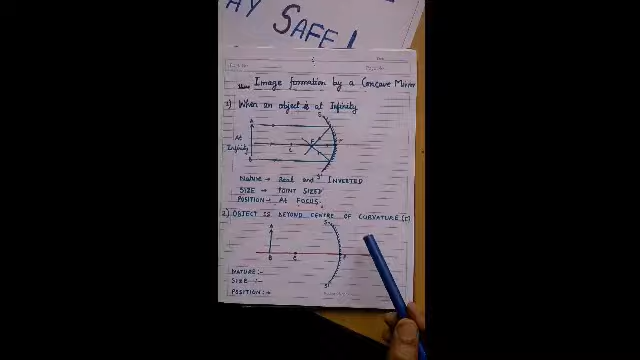 AY SAFE!
Image formation by a Concave Mirror
1) When an object is at Infinity
S
A
At
Infinity
C
F
P
B
S'
NATURE → Real and INVERTED
SIZE → POINT SIZED
POSITION → At FOCUS.
2) OBJECT IS BEYOND CENTRE OF CURVATURE (C)
S
A
B
C
P
S'
NATURE :-
SIZE :-
POSITION :-